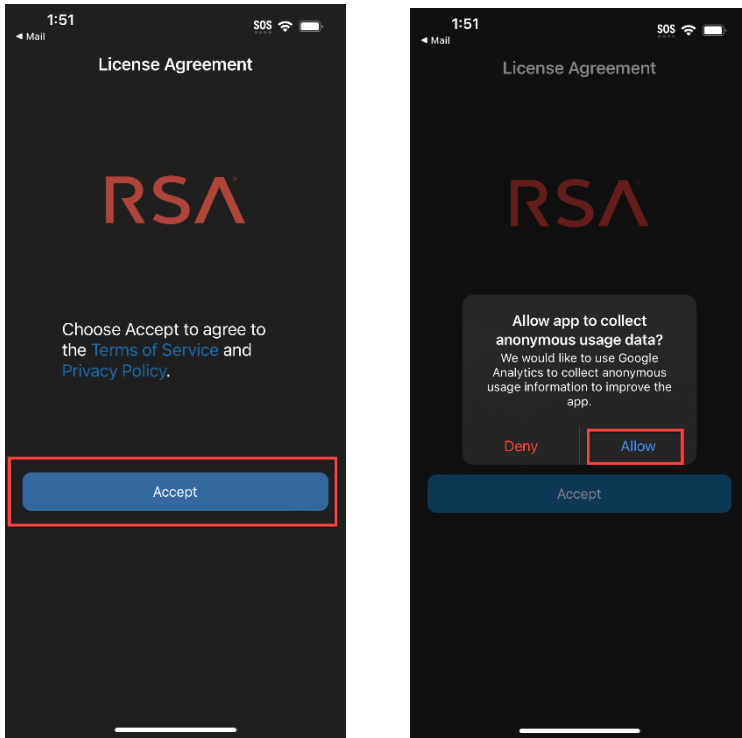 1:51
SOS
◀ Mail
License Agreement
RSA
Choose Accept to agree to
the Terms of Service and
Privacy Policy.
Accept
1:51
SOS
◀ Mail
License Agreement
RSA
Allow app to collect
anonymous usage data?
We would like to use Google
Analytics to collect anonymous
usage information to improve the
app.
Deny
Allow
Accept